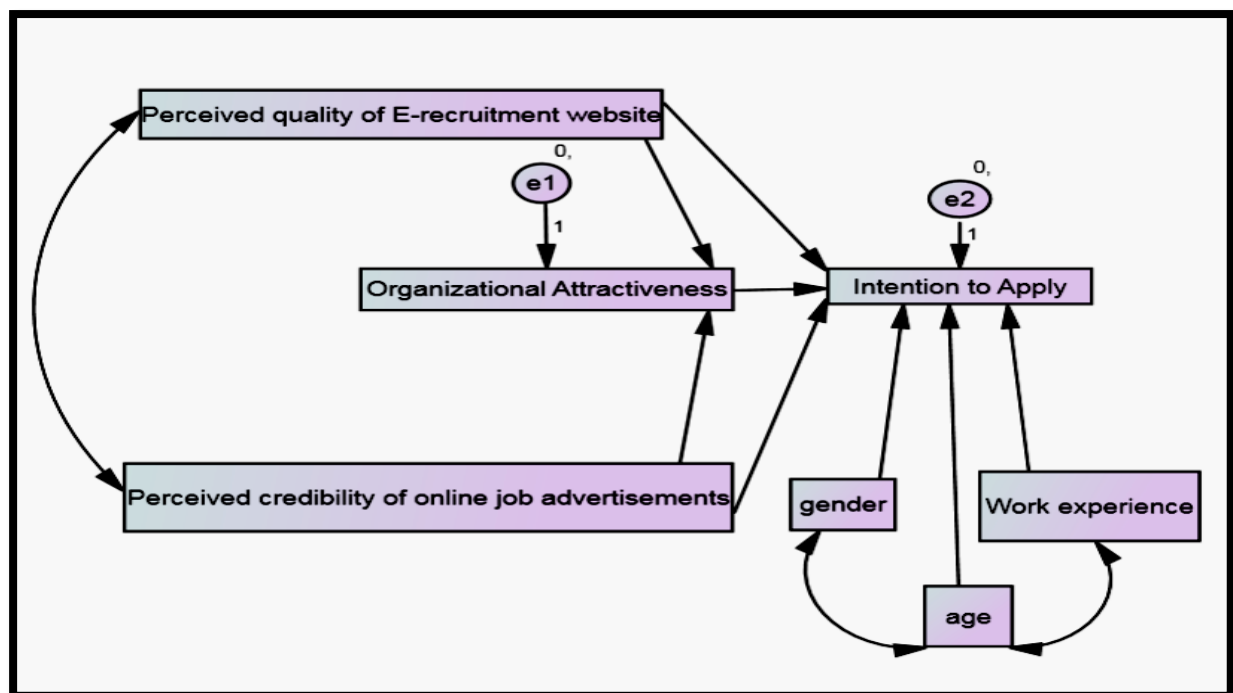 Perceived quality of E-recruitment website
0,
e1
1
0,
e2
1
Organizational Attractiveness
Intention to Apply
Perceived credibility of online job advertisements
gender
Work experience
age